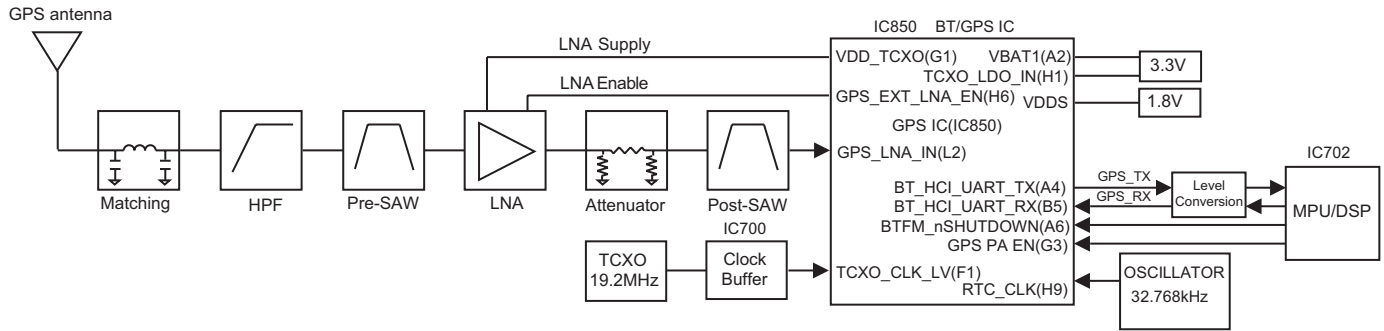 GPS antenna
IC850 BT/GPS IC
LNA Supply
VDD_TCXO(G1)
VBAT1(A2)
3.3V
TCXO_LDO_IN(H1)
LNA Enable
GPS_EXT_LNA_EN(H6)
VDDS
1.8V
GPS IC(IC850)
GPS_LNA_IN(L2)
IC702
BT_HCI_UART_TX(A4)
GPS_TX
Level
Conversion
BT_HCI_UART_RX(B5)
GPS_RX
MPU/DSP
BTFM_nSHUTDOWN(A6)
GPS PA EN(G3)
Matching
HPF
Pre-SAW
LNA
Attenuator
Post-SAW
IC700
TCXO
19.2MHz
Clock
Buffer
TCXO_CLK_LV(F1)
RTC_CLK(H9)
OSCILLATOR
32.768kHz